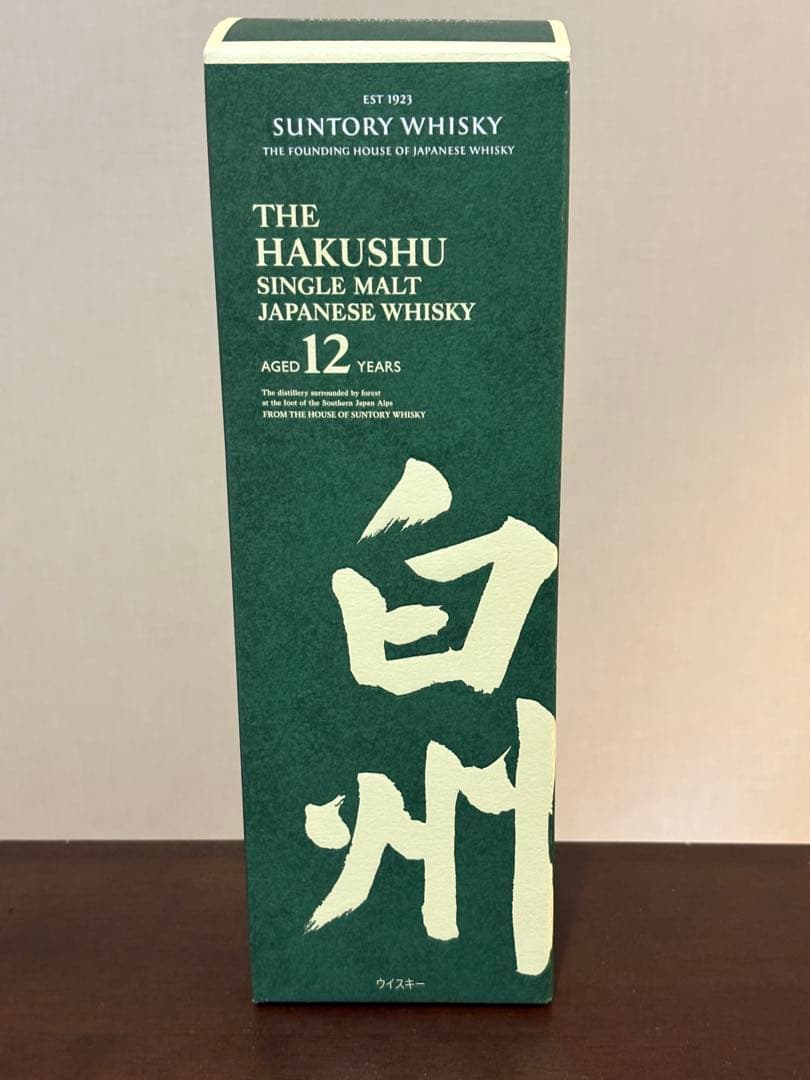 EST 1923
SUNTORY WHISKY
THE FOUNDING HOUSE OF JAPANESE WHISKY
THE
HAKUSHU
SINGLE MALT
JAPANESE WHISKY
AGED 12 YEARS
The distillery surrounded by forest
at the foot of the Southern Japan Alps
FROM THE HOUSE OF SUNTORY WHISKY
白州
ウイスキー